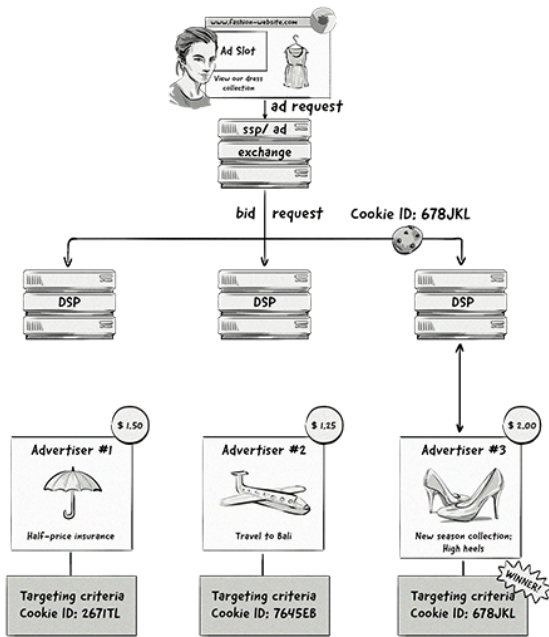 www.fashion-website.com
Ad Slot
View our dress
collection
ad request
ssp/ ad
exchange
bid request
Cookie ID: 678JKL
DSP
DSP
DSP
$ 1.50
$ 1.25
$ 2.00
Advertiser #1
Half-price insurance
Advertiser #2
Travel to Bali
Advertiser #3
New season collection;
High heels
WINNER!
Targeting criteria
Cookie ID: 2671TL
Targeting criteria
Cookie ID: 7645EB
Targeting criteria
Cookie ID: 678JKL